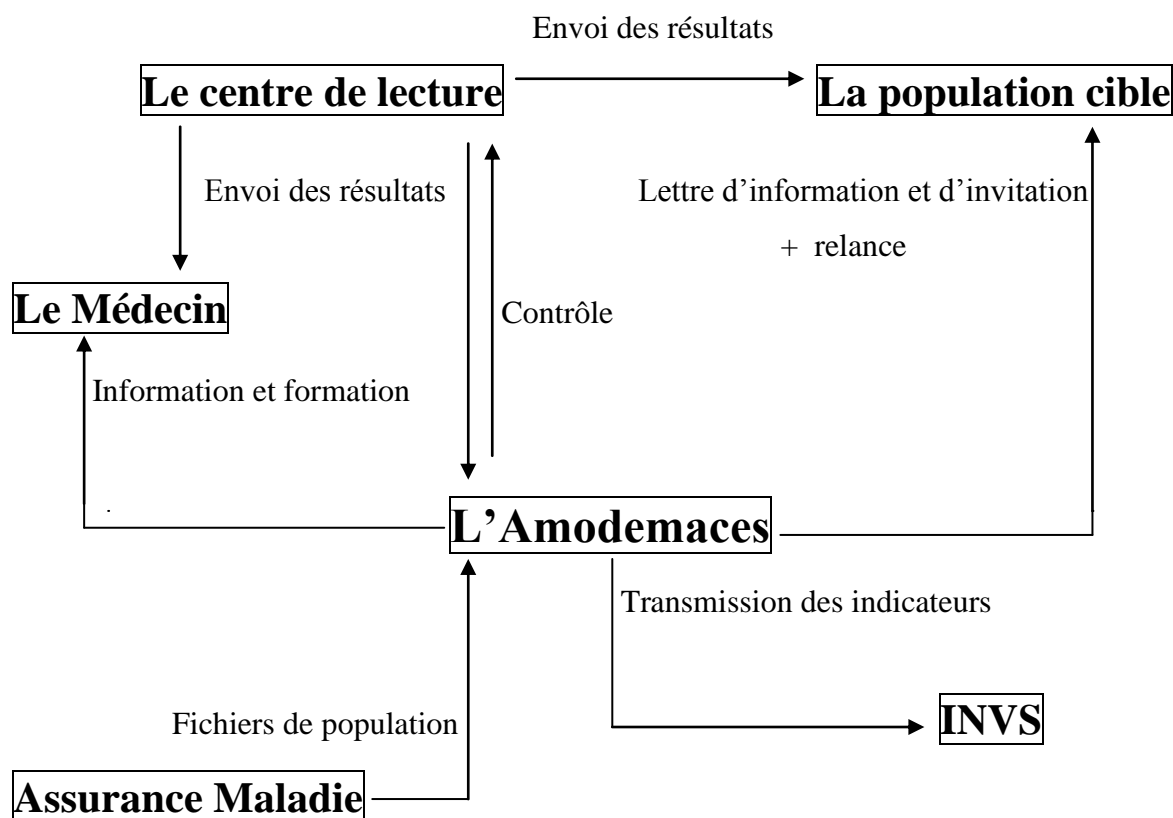 Envoi des résultats
Le centre de lecture
La population cible
Envoi des résultats
Lettre d’information et d’invitation
+ relance
Le Médecin
Contrôle
Information et formation
L’Amodemaces
Transmission des indicateurs
Fichiers de population
INVS
Assurance Maladie